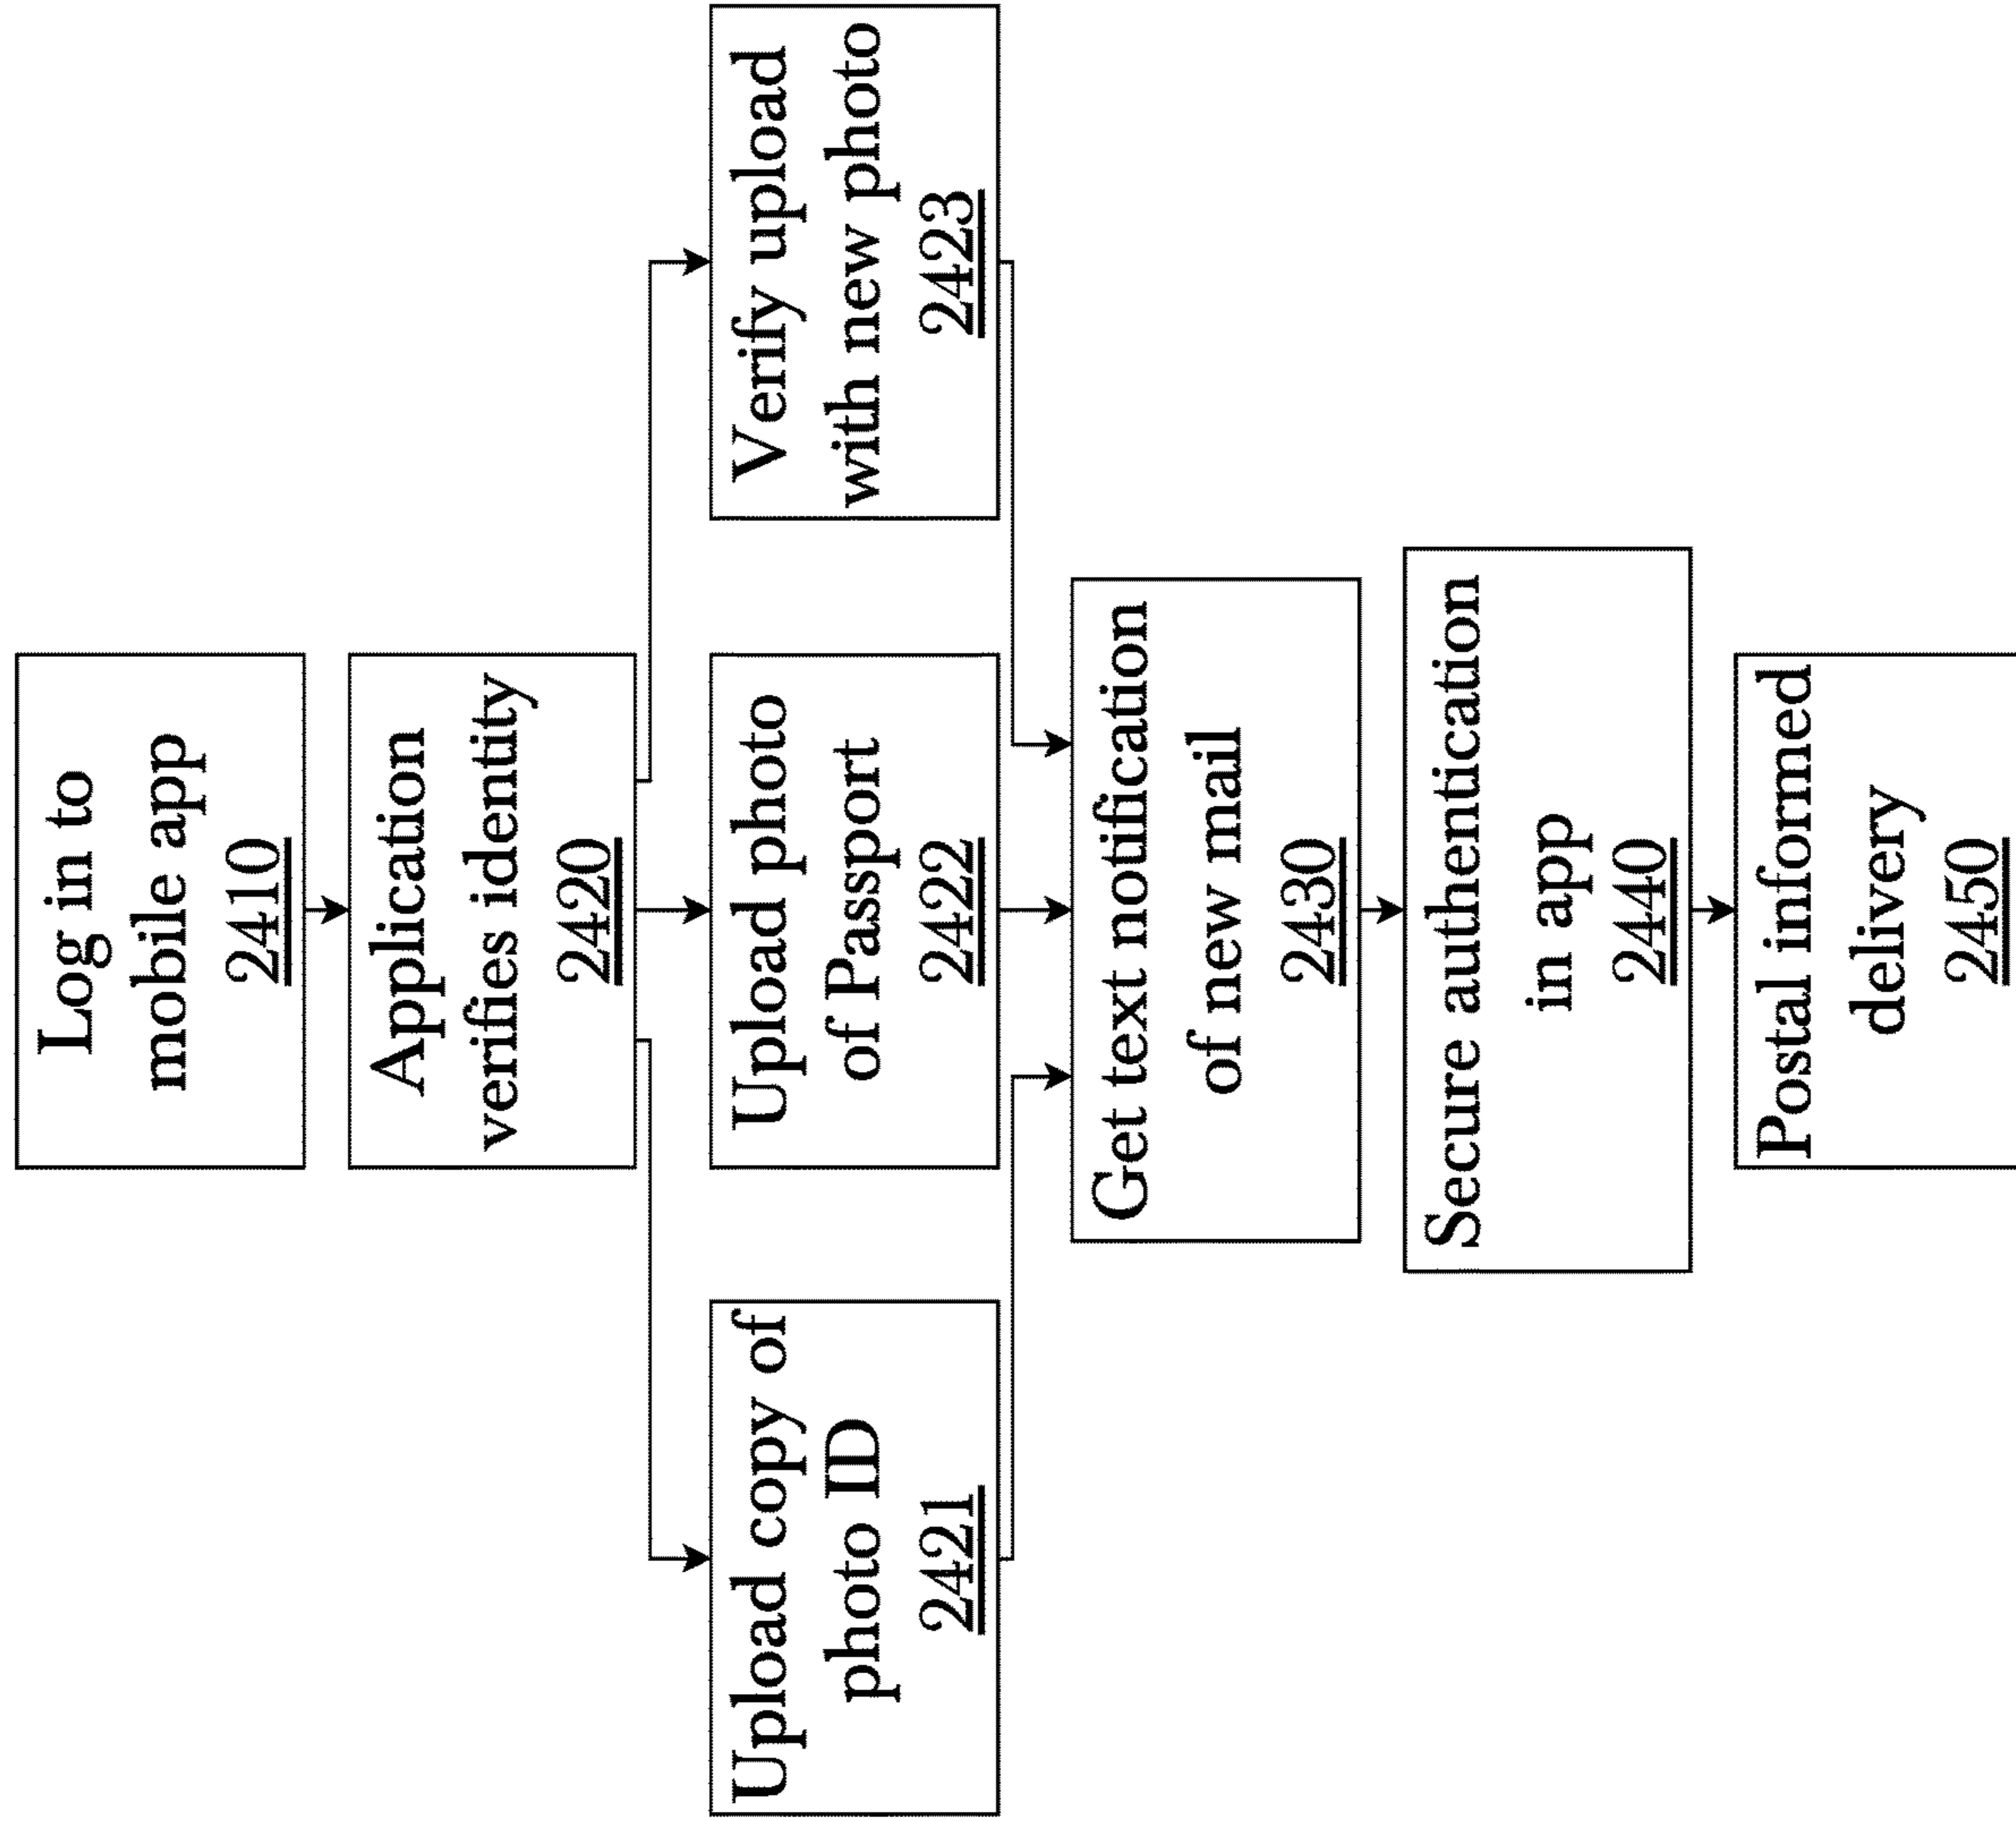 Log in to
mobile app
2410
Application
verifies identity
2420
Upload copy of
photo ID
2421
Upload photo
of Passport
2422
Verify upload
with new photo
2423
Get text notification
of new mail
2430
Secure authentication
in app
2440
Postal informed
delivery
2450